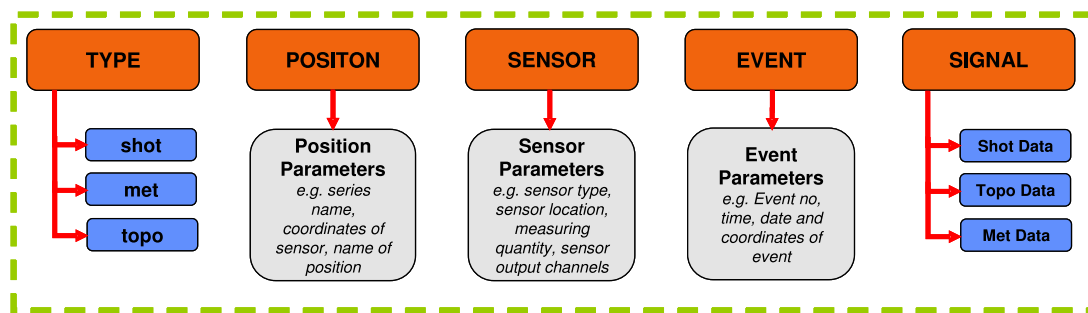 TYPE
POSITON
SENSOR
EVENT
SIGNAL
shot
met
topo
Position
Parameters
e.g. series
name,
coordinates of
sensor, name of
position
Sensor
Parameters
e.g. sensor type,
sensor location,
measuring
quantity, sensor
output channels
Event
Parameters
e.g. Event no,
time, date and
coordinates of
event
Shot Data
Topo Data
Met Data